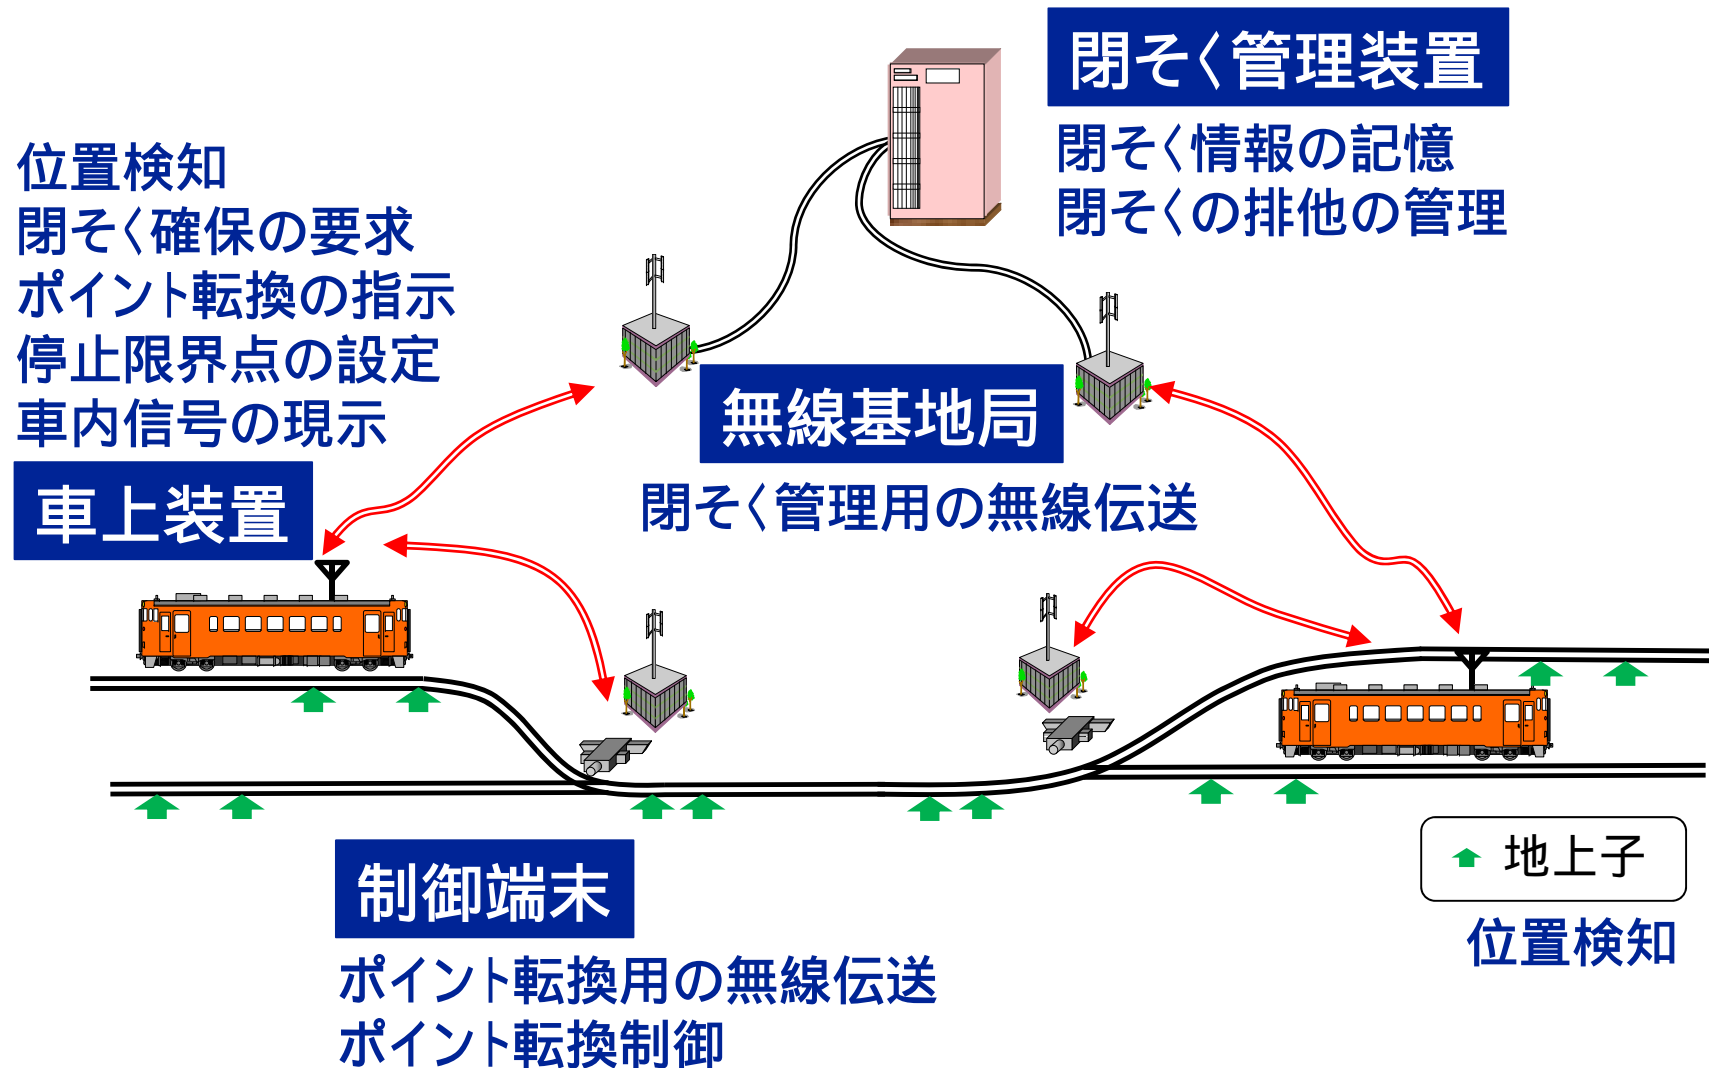 閉そく管理装置
閉そく情報の記憶
閉そくの排他の管理
位置検知
閉そく確保の要求
ポイント転換の指示
停止限界点の設定
車内信号の現示
車上装置
無線基地局
閉そく管理用の無線伝送
制御端末
ポイント転換用の無線伝送
ポイント転換制御
地上子
位置検知